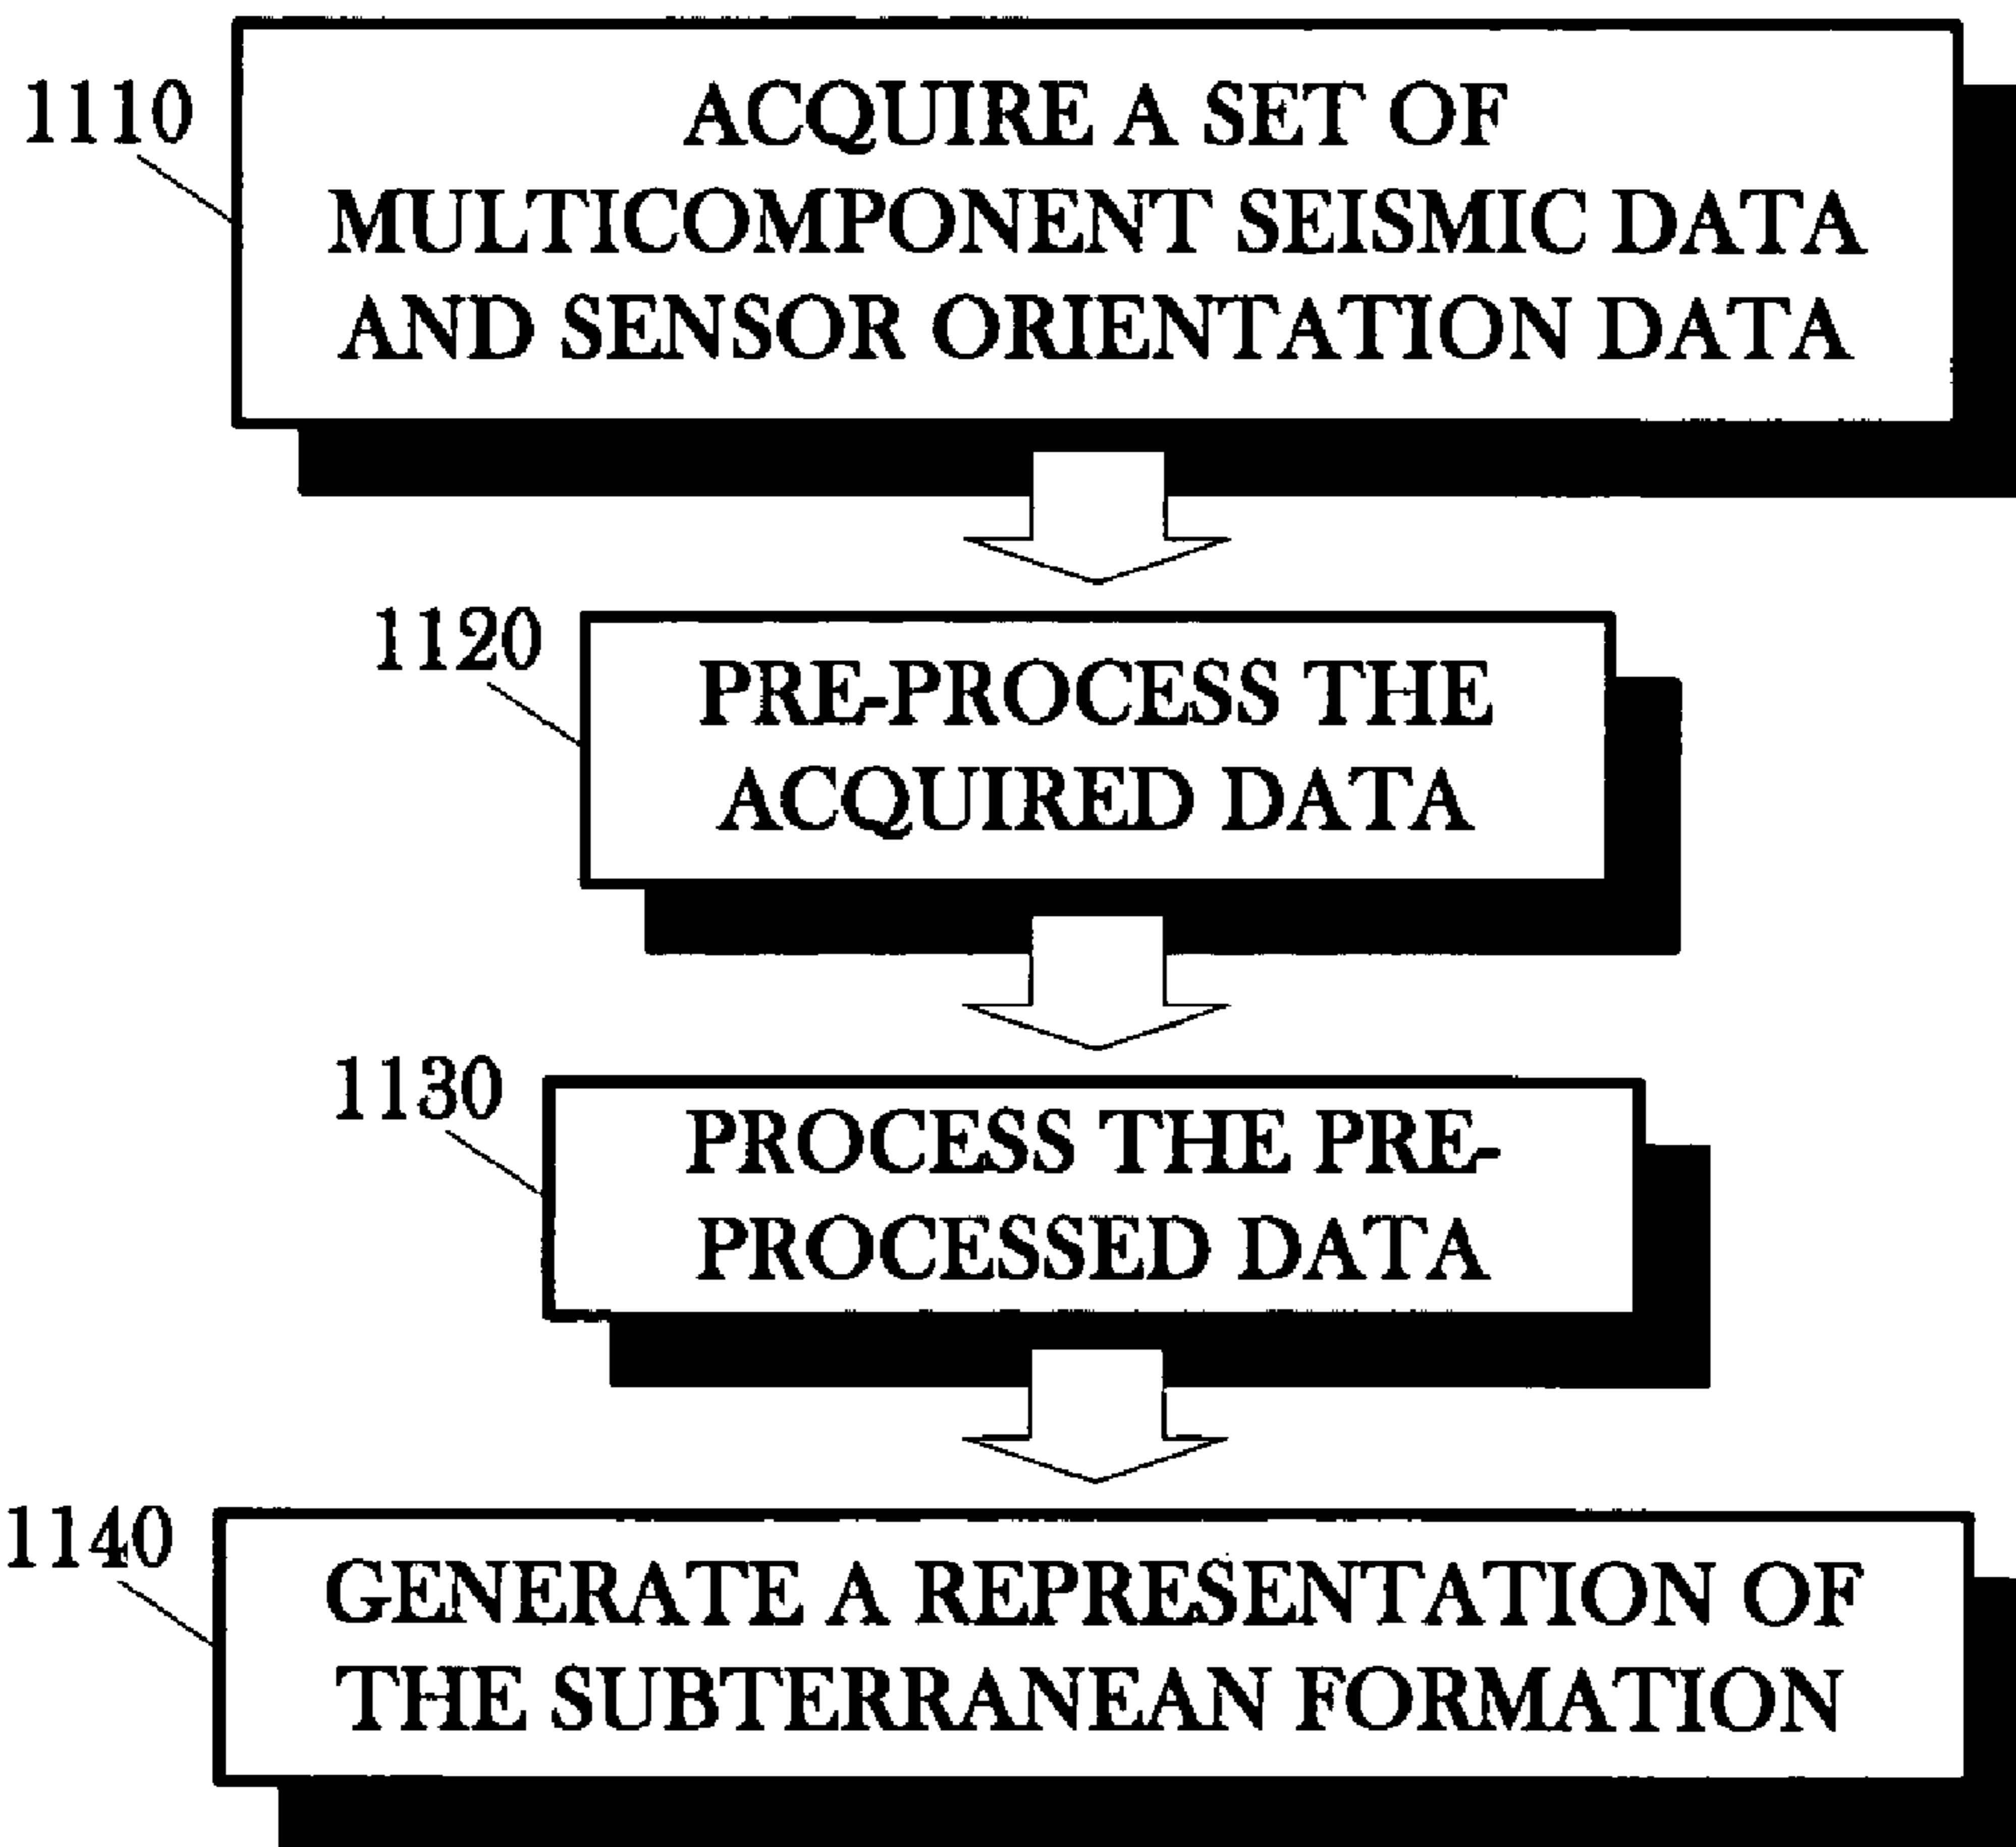 1110
ACQUIRE A SET OF
MULTICOMPONENT SEISMIC DATA
AND SENSOR ORIENTATION DATA
1120
PRE-PROCESS THE
ACQUIRED DATA
1130
PROCESS THE PRE-
PROCESSED DATA
1140
GENERATE A REPRESENTATION OF
THE SUBTERRANEAN FORMATION